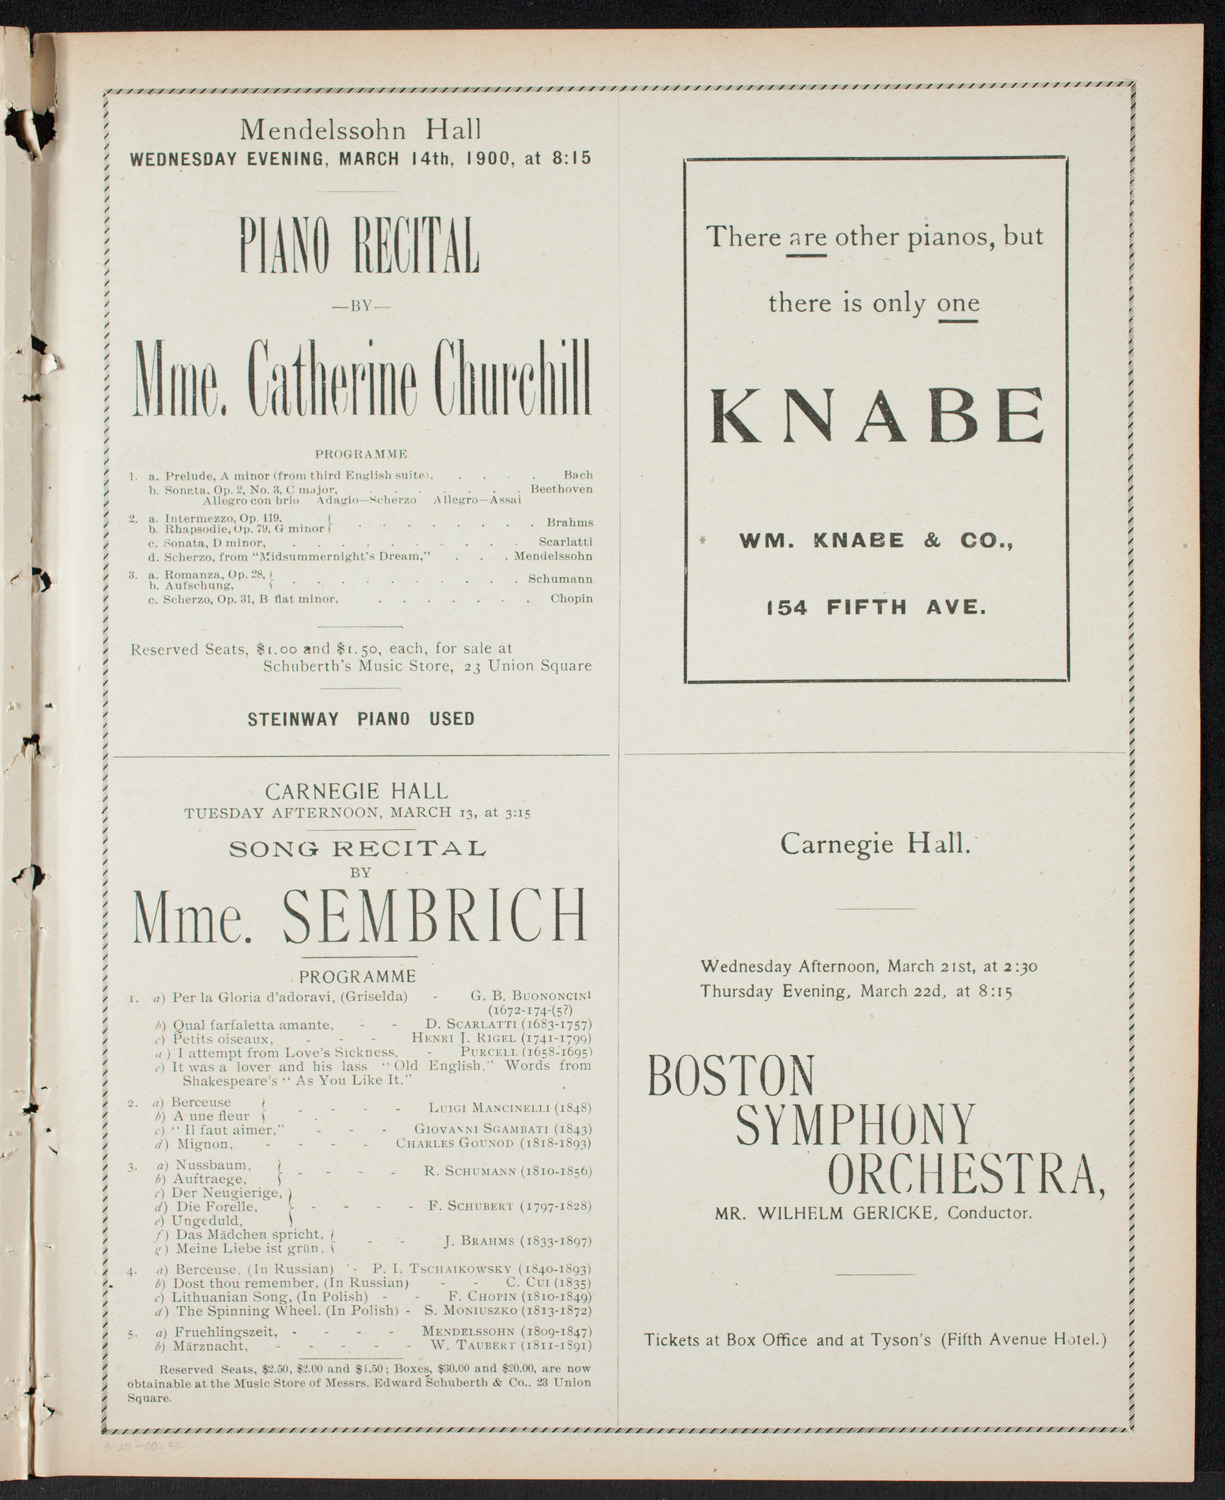 Mendelssohn Hall
WEDNESDAY EVENING, MARCH 14th, 1900, at 8:15
PIANO RECITAL
—BY—
Mme. Catherine Churchill
PROGRAMME
1. a. Prelude, A minor (from third English suite). . . . . Bach
b. Sonata, Op. 2, No. 3, C major, . . . . . . . Beethoven
Allegro con brio Adagio—Scherzo Allegro—Assai
2. a. Intermezzo, Op. 119,
b. Rhapsodie, Op. 79, G minor } . . . . . . . Brahms
c. Sonata, D minor, . . . . . . . . . Scarlatti
d. Scherzo, from "Midsummernight's Dream," . . . Mendelssohn
3. a. Romanza, Op. 28,
b. Aufschung, } . . . . . . . . . Schumann
c. Scherzo, Op. 31, B flat minor. . . . . . . . Chopin
Reserved Seats, $1.00 and $1.50, each, for sale at
Schuberth's Music Store, 23 Union Square
STEINWAY PIANO USED
CARNEGIE HALL
TUESDAY AFTERNOON, MARCH 13, at 3:15
SONG RECITAL
BY
Mme. SEMBRICH
PROGRAMME
1. a) Per la Gloria d'adoravi, (Griselda) - G. B. BUONONCINI
(1672-174-(5?)
b) Qual farfaletta amante, - - D. SCARLATTI (1683-1757)
c) Petits oiseaux, - - - HENRI J. RIGEL (1741-1799)
d) I attempt from Love's Sickness, - PURCELL (1658-1695)
e) It was a lover and his lass "Old English," Words from
Shakespeare's "As You Like It."
2. a) Berceuse
b) A une fleur } - - - - LUIGI MANCINELLI (1848)
c) "Il faut aimer," - - - GIOVANNI SGAMBATI (1843)
d) Mignon, - - - - CHARLES GOUNOD (1818-1893)
3. a) Nussbaum,
b) Auftraege, } - - - - R. SCHUMANN (1810-1856)
c) Der Neugierige,
d) Die Forelle, } - - - - F. SCHUBERT (1797-1828)
e) Ungeduld,
f) Das Mädchen spricht,
g) Meine Liebe ist grün, } - - J. BRAHMS (1833-1897)
4. a) Berceuse, (In Russian) - P. I. TSCHAIKOWSKY (1840-1893)
b) Dost thou remember, (In Russian) - - C. CUI (1835)
c) Lithuanian Song, (In Polish) - - F. CHOPIN (1810-1849)
d) The Spinning Wheel. (In Polish) - S. MONIUSZKO (1813-1872)
5. a) Fruehlingszeit, - - - - MENDELSSOHN (1809-1847)
b) Märznacht, - - - - - W. TAUBERT (1811-1891)
Reserved Seats, $2.50, $2.00 and $1.50; Boxes, $30.00 and $20.00, are now
obtainable at the Music Store of Messrs. Edward Schuberth & Co.. 23 Union
Square.
There are other pianos, but
there is only one
KNABE
WM. KNABE & CO.,
154 FIFTH AVE.
Carnegie Hall.
Wednesday Afternoon, March 21st, at 2:30
Thursday Evening, March 22d, at 8:15
BOSTON
SYMPHONY
ORCHESTRA,
MR. WILHELM GERICKE, Conductor.
Tickets at Box Office and at Tyson's (Fifth Avenue Hotel.)